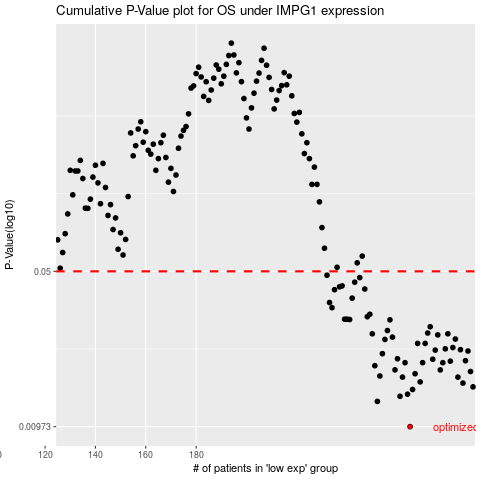 Cumulative P-Value plot for OS under IMPG1 expression
P-Value(log10)
0.05
0.00973
optimized
0
120
140
160
180
# of patients in 'low exp' group